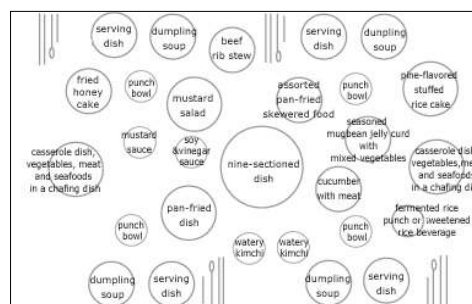 serving
dish
dumpling
soup
beef
rib stew
serving
dish
dumpling
soup
fried
honey
cake
punch
bowl
mustard
salad
assorted
pan-fried
skewered food
punch
bowl
pine-flavored
stuffed
rice cake
mustard
sauce
soy
&vinegar
sauce
seasoned
mugbean jelly curd
with
mixed vegetables
casserole dish,
vegetables, meat
and seafoods
in a chafing dish
nine-sectioned
dish
casserole dish,
vegetables,meat
and seafoods
in a chafing dish
cucumber
with meat
pan-fried
dish
punch
bowl
watery
kimchi
watery
kimchi
punch
bowl
fermented rice
punch or sweetened
rice beverage
dumpling
soup
serving
dish
dumpling
soup
serving
dish